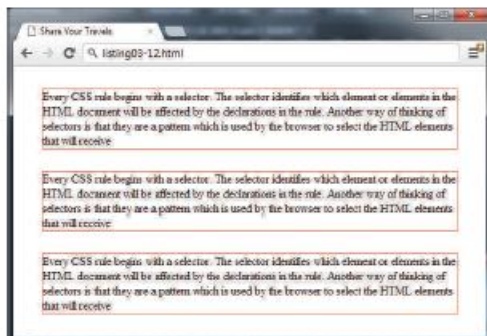 Share Your Travels
listing03-12.html
Every CSS rule begins with a selector. The selector identifies which element or elements in the
HTML document will be affected by the declarations in the rule. Another way of thinking of
selectors is that they are a pattern which is used by the browser to select the HTML elements
that will receive
Every CSS rule begins with a selector. The selector identifies which element or elements in the
HTML document will be affected by the declarations in the rule. Another way of thinking of
selectors is that they are a pattern which is used by the browser to select the HTML elements
that will receive
Every CSS rule begins with a selector. The selector identifies which element or elements in the
HTML document will be affected by the declarations in the rule. Another way of thinking of
selectors is that they are a pattern which is used by the browser to select the HTML elements
that will receive